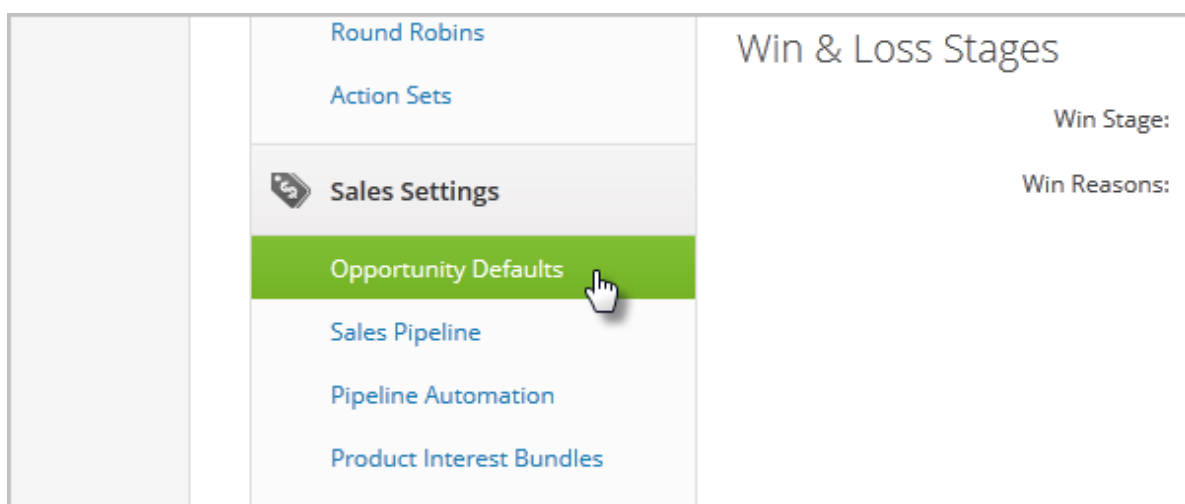 Round Robins
Action Sets
Sales Settings
Opportunity Defaults
Sales Pipeline
Pipeline Automation
Product Interest Bundles
Win & Loss Stages
Win Stage:
Win Reasons: